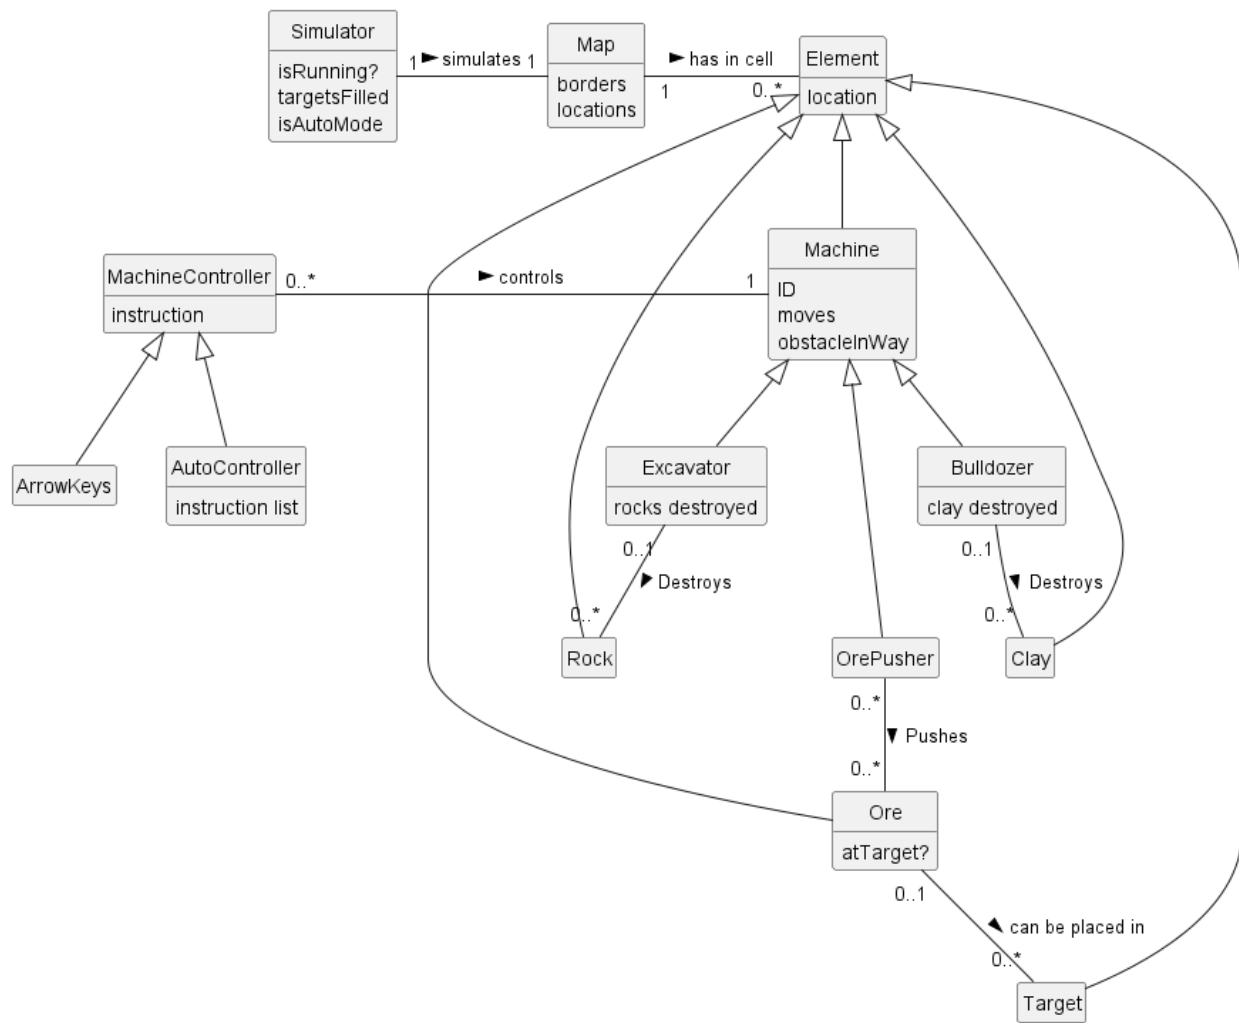 Simulator
isRunning?
targetsFilled
isAutoMode
1 ► simulates 1
Map
borders
locations
► has in cell
1
0..*
Element
location
MachineController
instruction
0..*
► controls
1
Machine
ID
moves
obstacleInWay
ArrowKeys
AutoController
instruction list
Excavator
rocks destroyed
Bulldozer
clay destroyed
0..1
Destroys
0..*
0..1
Destroys
0..*
Rock
OrePusher
Clay
0..*
Pushes
0..*
Ore
atTarget?
0..1
can be placed in
0..*
Target